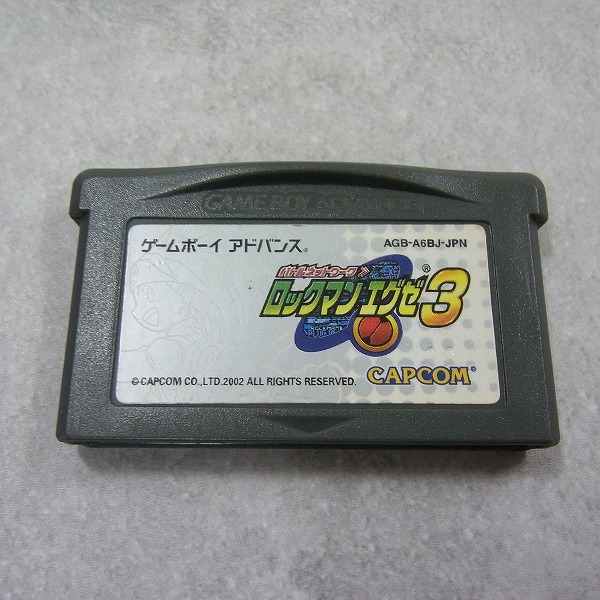 GAME BOY ADVANCE
ゲームボーイ アドバンス®
AGB-A6BJ-JPN
バトルネットワーク
ロックマン エグゼ3®
©CAPCOM CO.,LTD.2002 ALL RIGHTS RESERVED.
CAPCOM®